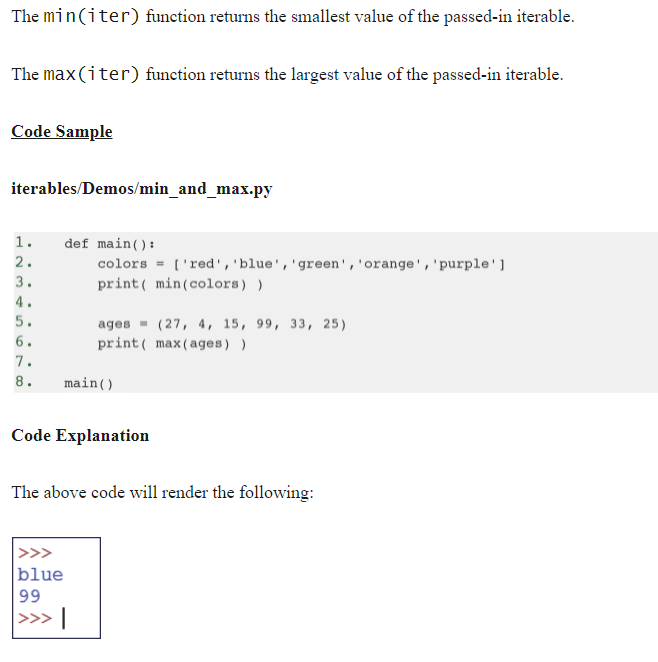 The min(iter) function returns the smallest value of the passed-in iterable.
The max(iter) function returns the largest value of the passed-in iterable.
Code Sample
iterables/Demos/min_and_max.py
1. def main():
2.     colors = ['red','blue','green','orange','purple']
3.     print( min(colors) )
4.
5.     ages = (27, 4, 15, 99, 33, 25)
6.     print( max(ages) )
7.
8. main()
Code Explanation
The above code will render the following:
>>>
blue
99
>>>